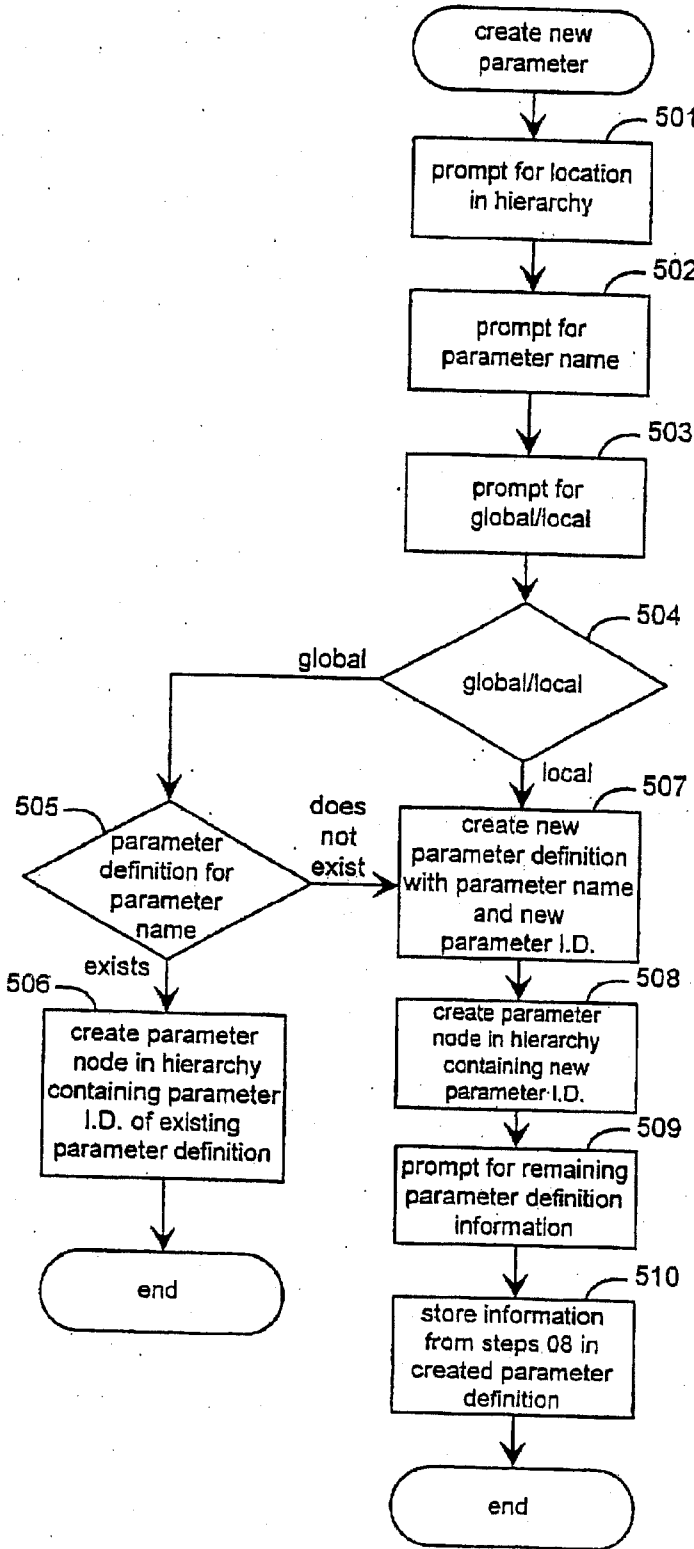 create new
parameter
501
prompt for location
in hierarchy
502
prompt for
parameter name
503
prompt for
global/local
504
global/local
global
local
505
parameter
definition for
parameter
name
does
not
exist
exists
507
create new
parameter definition
with parameter name
and new
parameter I.D.
506
create parameter
node in hierarchy
containing parameter
I.D. of existing
parameter definition
end
508
create parameter
node in hierarchy
containing new
parameter I.D.
509
prompt for remaining
parameter definition
information
510
store information
from steps 08 in
created parameter
definition
end